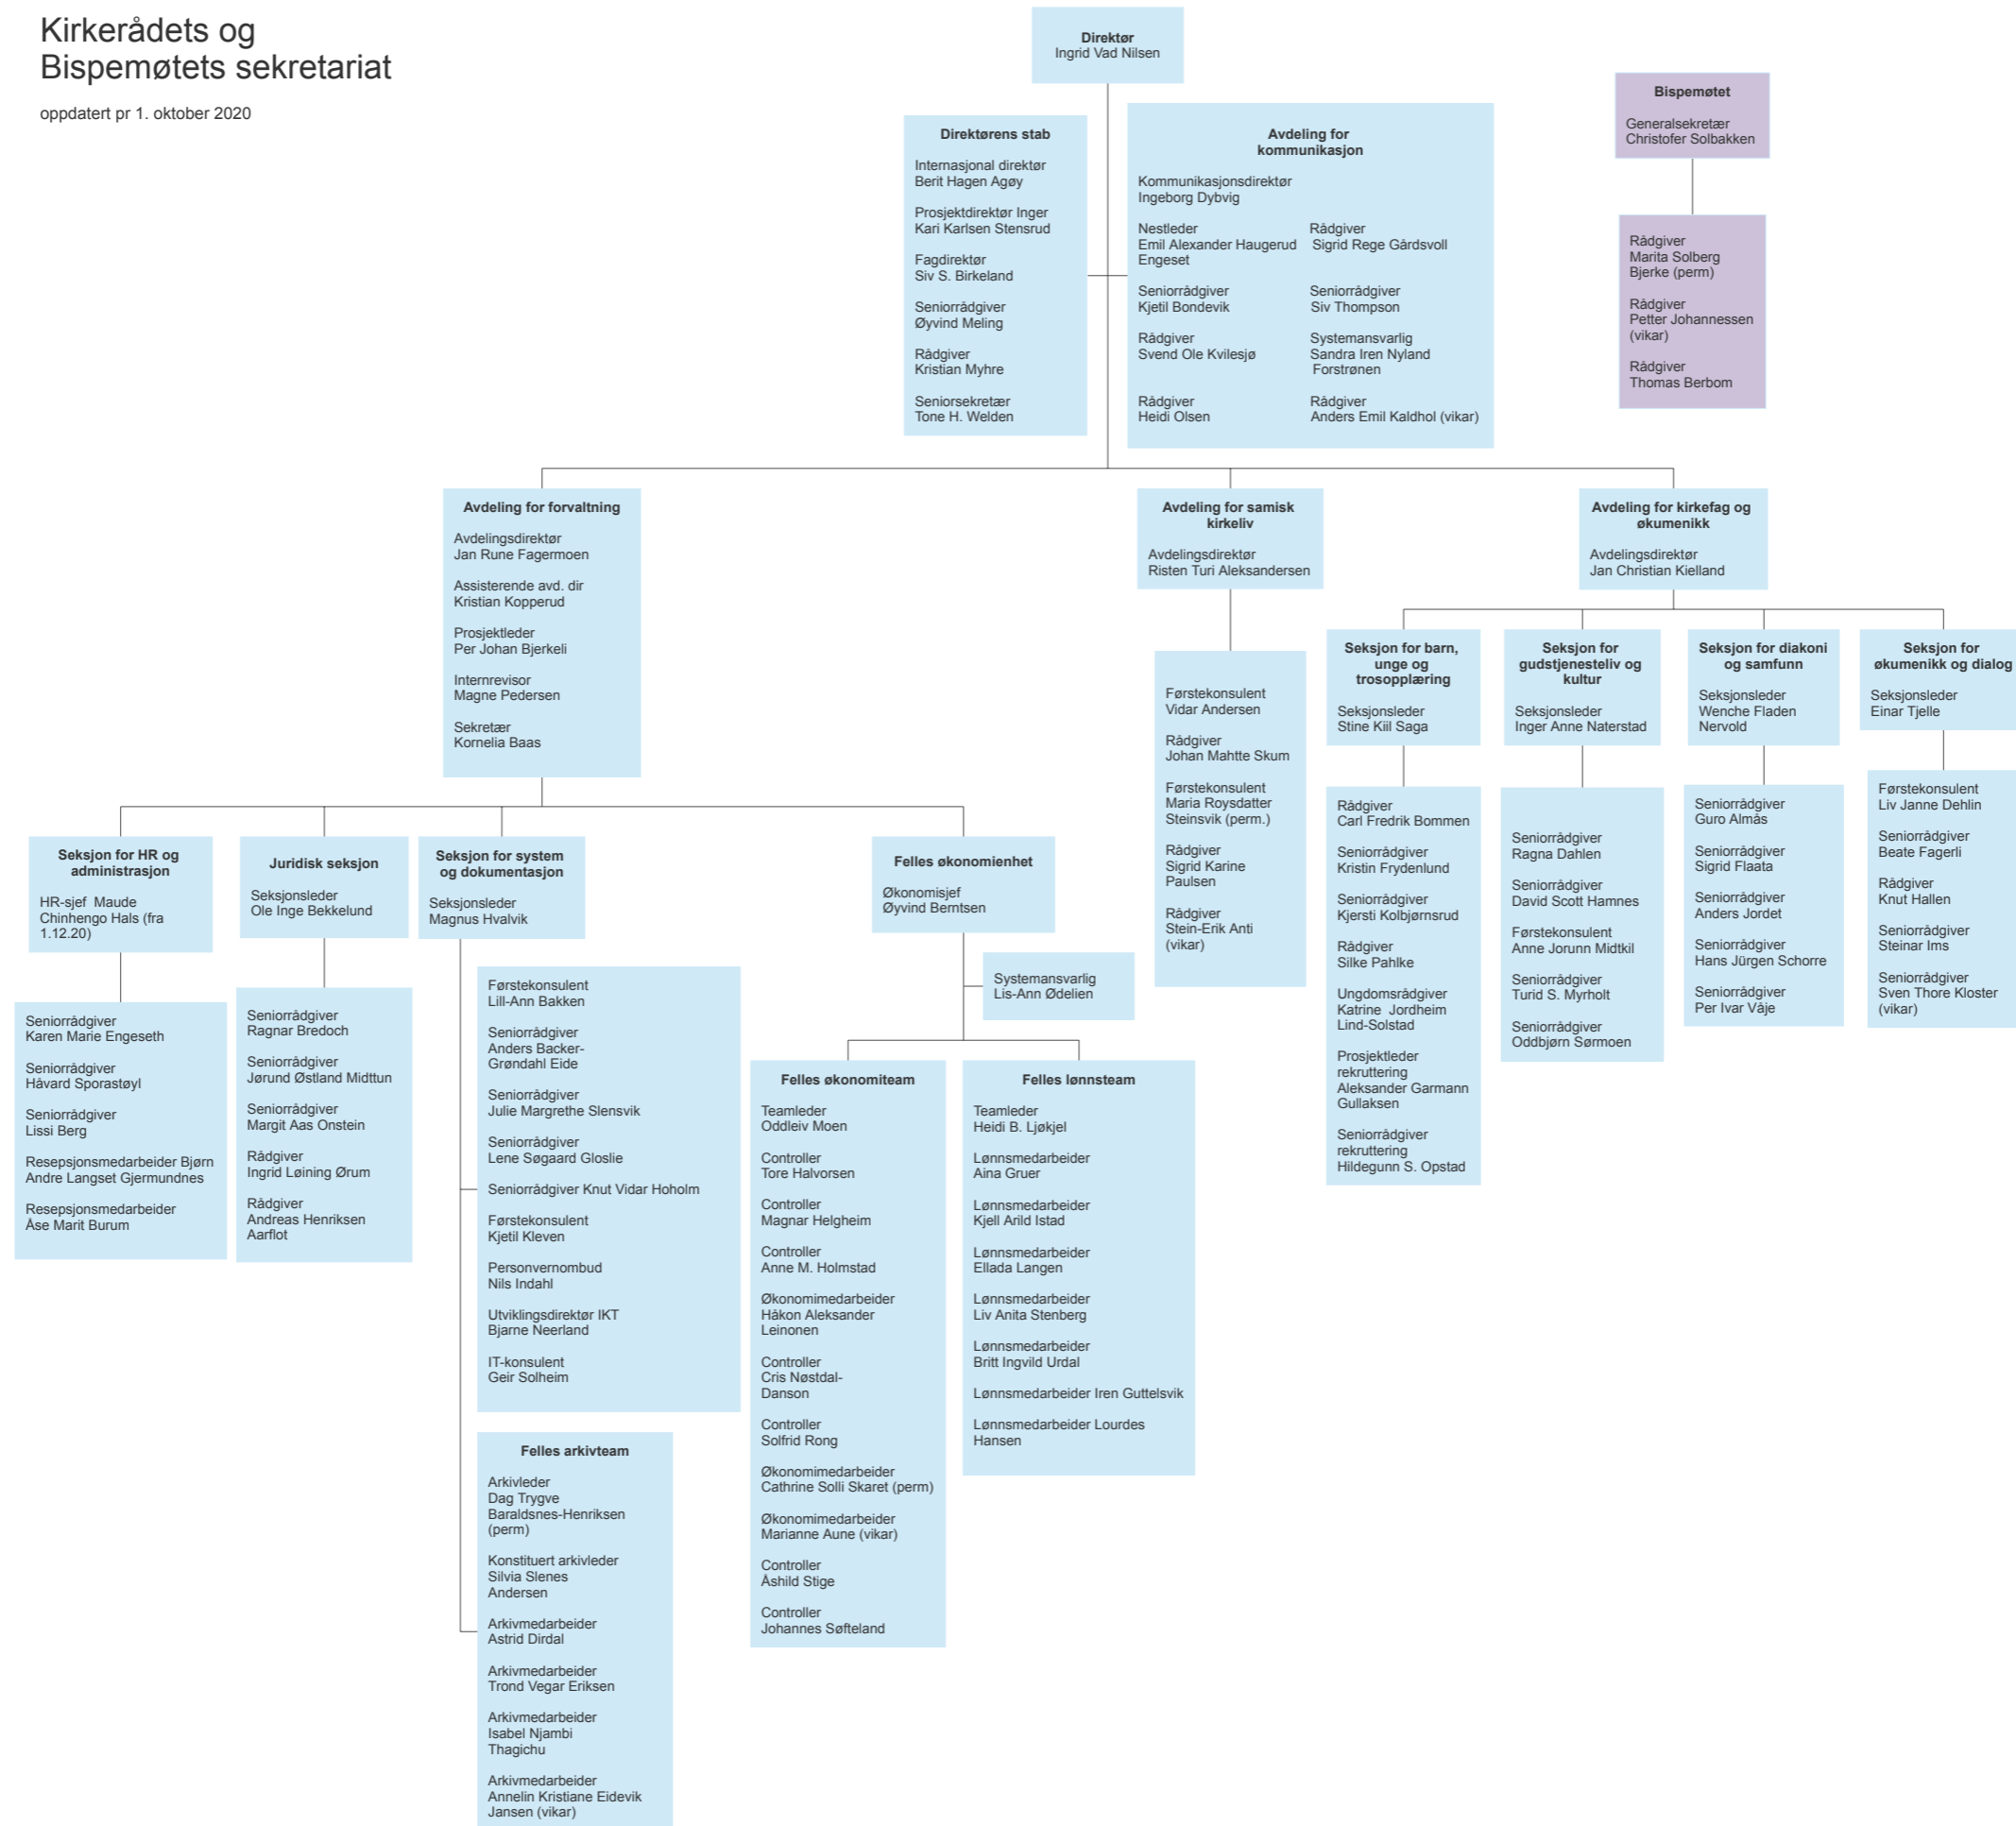 Kirkerådets og
Bispemøtets sekretariat
oppdatert pr 1. oktober 2020
Direktør
Ingrid Vad Nilsen
Direktørens stab
Internasjonal direktør
Berit Hagen Agøy
Prosjektdirektør Inger
Kari Karlsen Stensrud
Fagdirektør
Siv S. Birkeland
Seniorrådgiver
Øyvind Meling
Rådgiver
Kristian Myhre
Seniorsekretær
Tone H. Welden
Avdeling for
kommunikasjon
Kommunikasjonsdirektør
Ingeborg Dybvig
Nestleder
Emil Alexander Haugerud
Engeset
Rådgiver
Sigrid Rege Gårdsvoll
Seniorrådgiver
Kjetil Bondevik
Seniorrådgiver
Siv Thompson
Rådgiver
Svend Ole Kvilesjø
Systemansvarlig
Sandra Iren Nyland
Forstrønen
Rådgiver
Heidi Olsen
Rådgiver
Anders Emil Kaldhol (vikar)
Bispemøtet
Generalsekretær
Christofer Solbakken
Rådgiver
Marita Solberg
Bjerke (perm)
Rådgiver
Petter Johannessen
(vikar)
Rådgiver
Thomas Berbom
Avdeling for forvaltning
Avdelingsdirektør
Jan Rune Fagermoen
Assisterende avd. dir
Kristian Kopperud
Prosjektleder
Per Johan Bjerkeli
Internrevisor
Magne Pedersen
Sekretær
Kornelia Baas
Avdeling for samisk
kirkeliv
Avdelingsdirektør
Risten Turi Aleksandersen
Førstekonsulent
Vidar Andersen
Rådgiver
Johan Mahtte Skum
Førstekonsulent
Maria Roysdatter
Steinsvik (perm.)
Rådgiver
Sigrid Karine
Paulsen
Rådgiver
Stein-Erik Anti
(vikar)
Avdeling for kirkefag og
økumenikk
Avdelingsdirektør
Jan Christian Kielland
Seksjon for barn,
unge og
trosopplæring
Seksjonsleder
Stine Kiil Saga
Rådgiver
Carl Fredrik Bommen
Seniorrådgiver
Kristin Frydenlund
Seniorrådgiver
Kjersti Kolbjørnsrud
Rådgiver
Silke Pahlke
Ungdomsrådgiver
Katrine  Jordheim
Lind-Solstad
Prosjektleder
rekruttering
Aleksander Garmann
Gullaksen
Seniorrådgiver
rekruttering
Hildegunn S. Opstad
Seksjon for
gudstjenesteliv og
kultur
Seksjonsleder
Inger Anne Naterstad
Seniorrådgiver
Ragna Dahlen
Seniorrådgiver
David Scott Hamnes
Førstekonsulent
Anne Jorunn Midtkil
Seniorrådgiver
Turid S. Myrholt
Seniorrådgiver
Oddbjørn Sørmoen
Seksjon for diakoni
og samfunn
Seksjonsleder
Wenche Fladen
Nervold
Seniorrådgiver
Guro Almås
Seniorrådgiver
Sigrid Flaata
Seniorrådgiver
Anders Jordet
Seniorrådgiver
Hans Jürgen Schorre
Seniorrådgiver
Per Ivar Våje
Seksjon for
økumenikk og dialog
Seksjonsleder
Einar Tjelle
Førstekonsulent
Liv Janne Dehlin
Seniorrådgiver
Beate Fagerli
Rådgiver
Knut Hallen
Seniorrådgiver
Steinar Ims
Seniorrådgiver
Sven Thore Kloster
(vikar)
Seksjon for HR og
administrasjon
HR-sjef  Maude
Chinhengo Hals (fra
1.12.20)
Seniorrådgiver
Karen Marie Engeseth
Seniorrådgiver
Håvard Sporastøyl
Seniorrådgiver
Lissi Berg
Resepsjonsmedarbeider Bjørn
Andre Langset Gjermundnes
Resepsjonsmedarbeider
Åse Marit Burum
Juridisk seksjon
Seksjonsleder
Ole Inge Bekkelund
Seniorrådgiver
Ragnar Bredoch
Seniorrådgiver
Jørund Østland Midttun
Seniorrådgiver
Margit Aas Onstein
Rådgiver
Ingrid Løining Ørum
Rådgiver
Andreas Henriksen
Aarflot
Seksjon for system
og dokumentasjon
Seksjonsleder
Magnus Hvalvik
Førstekonsulent
Lill-Ann Bakken
Seniorrådgiver
Anders Backer-
Grøndahl Eide
Seniorrådgiver
Julie Margrethe Slensvik
Seniorrådgiver
Lene Søgaard Gloslie
Seniorrådgiver Knut Vidar Hoholm
Førstekonsulent
Kjetil Kleven
Personvernombud
Nils Indahl
Utviklingsdirektør IKT
Bjarne Neerland
IT-konsulent
Geir Solheim
Felles arkivteam
Arkivleder
Dag Trygve
Baraldsnes-Henriksen
(perm)
Konstituert arkivleder
Silvia Slenes
Andersen
Arkivmedarbeider
Astrid Dirdal
Arkivmedarbeider
Trond Vegar Eriksen
Arkivmedarbeider
Isabel Njambi
Thagichu
Arkivmedarbeider
Annelin Kristiane Eidevik
Jansen (vikar)
Felles økonomienhet
Økonomisjef
Øyvind Berntsen
Systemansvarlig
Lis-Ann Ødelien
Felles økonomiteam
Teamleder
Oddleiv Moen
Controller
Tore Halvorsen
Controller
Magnar Helgheim
Controller
Anne M. Holmstad
Økonomimedarbeider
Håkon Aleksander
Leinonen
Controller
Cris Nøstdal-
Danson
Controller
Solfrid Rong
Økonomimedarbeider
Cathrine Solli Skaret (perm)
Økonomimedarbeider
Marianne Aune (vikar)
Controller
Åshild Stige
Controller
Johannes Søfteland
Felles lønnsteam
Teamleder
Heidi B. Ljøkjel
Lønnsmedarbeider
Aina Gruer
Lønnsmedarbeider
Kjell Arild Istad
Lønnsmedarbeider
Ellada Langen
Lønnsmedarbeider
Liv Anita Stenberg
Lønnsmedarbeider
Britt Ingvild Urdal
Lønnsmedarbeider Iren Guttelsvik
Lønnsmedarbeider Lourdes
Hansen